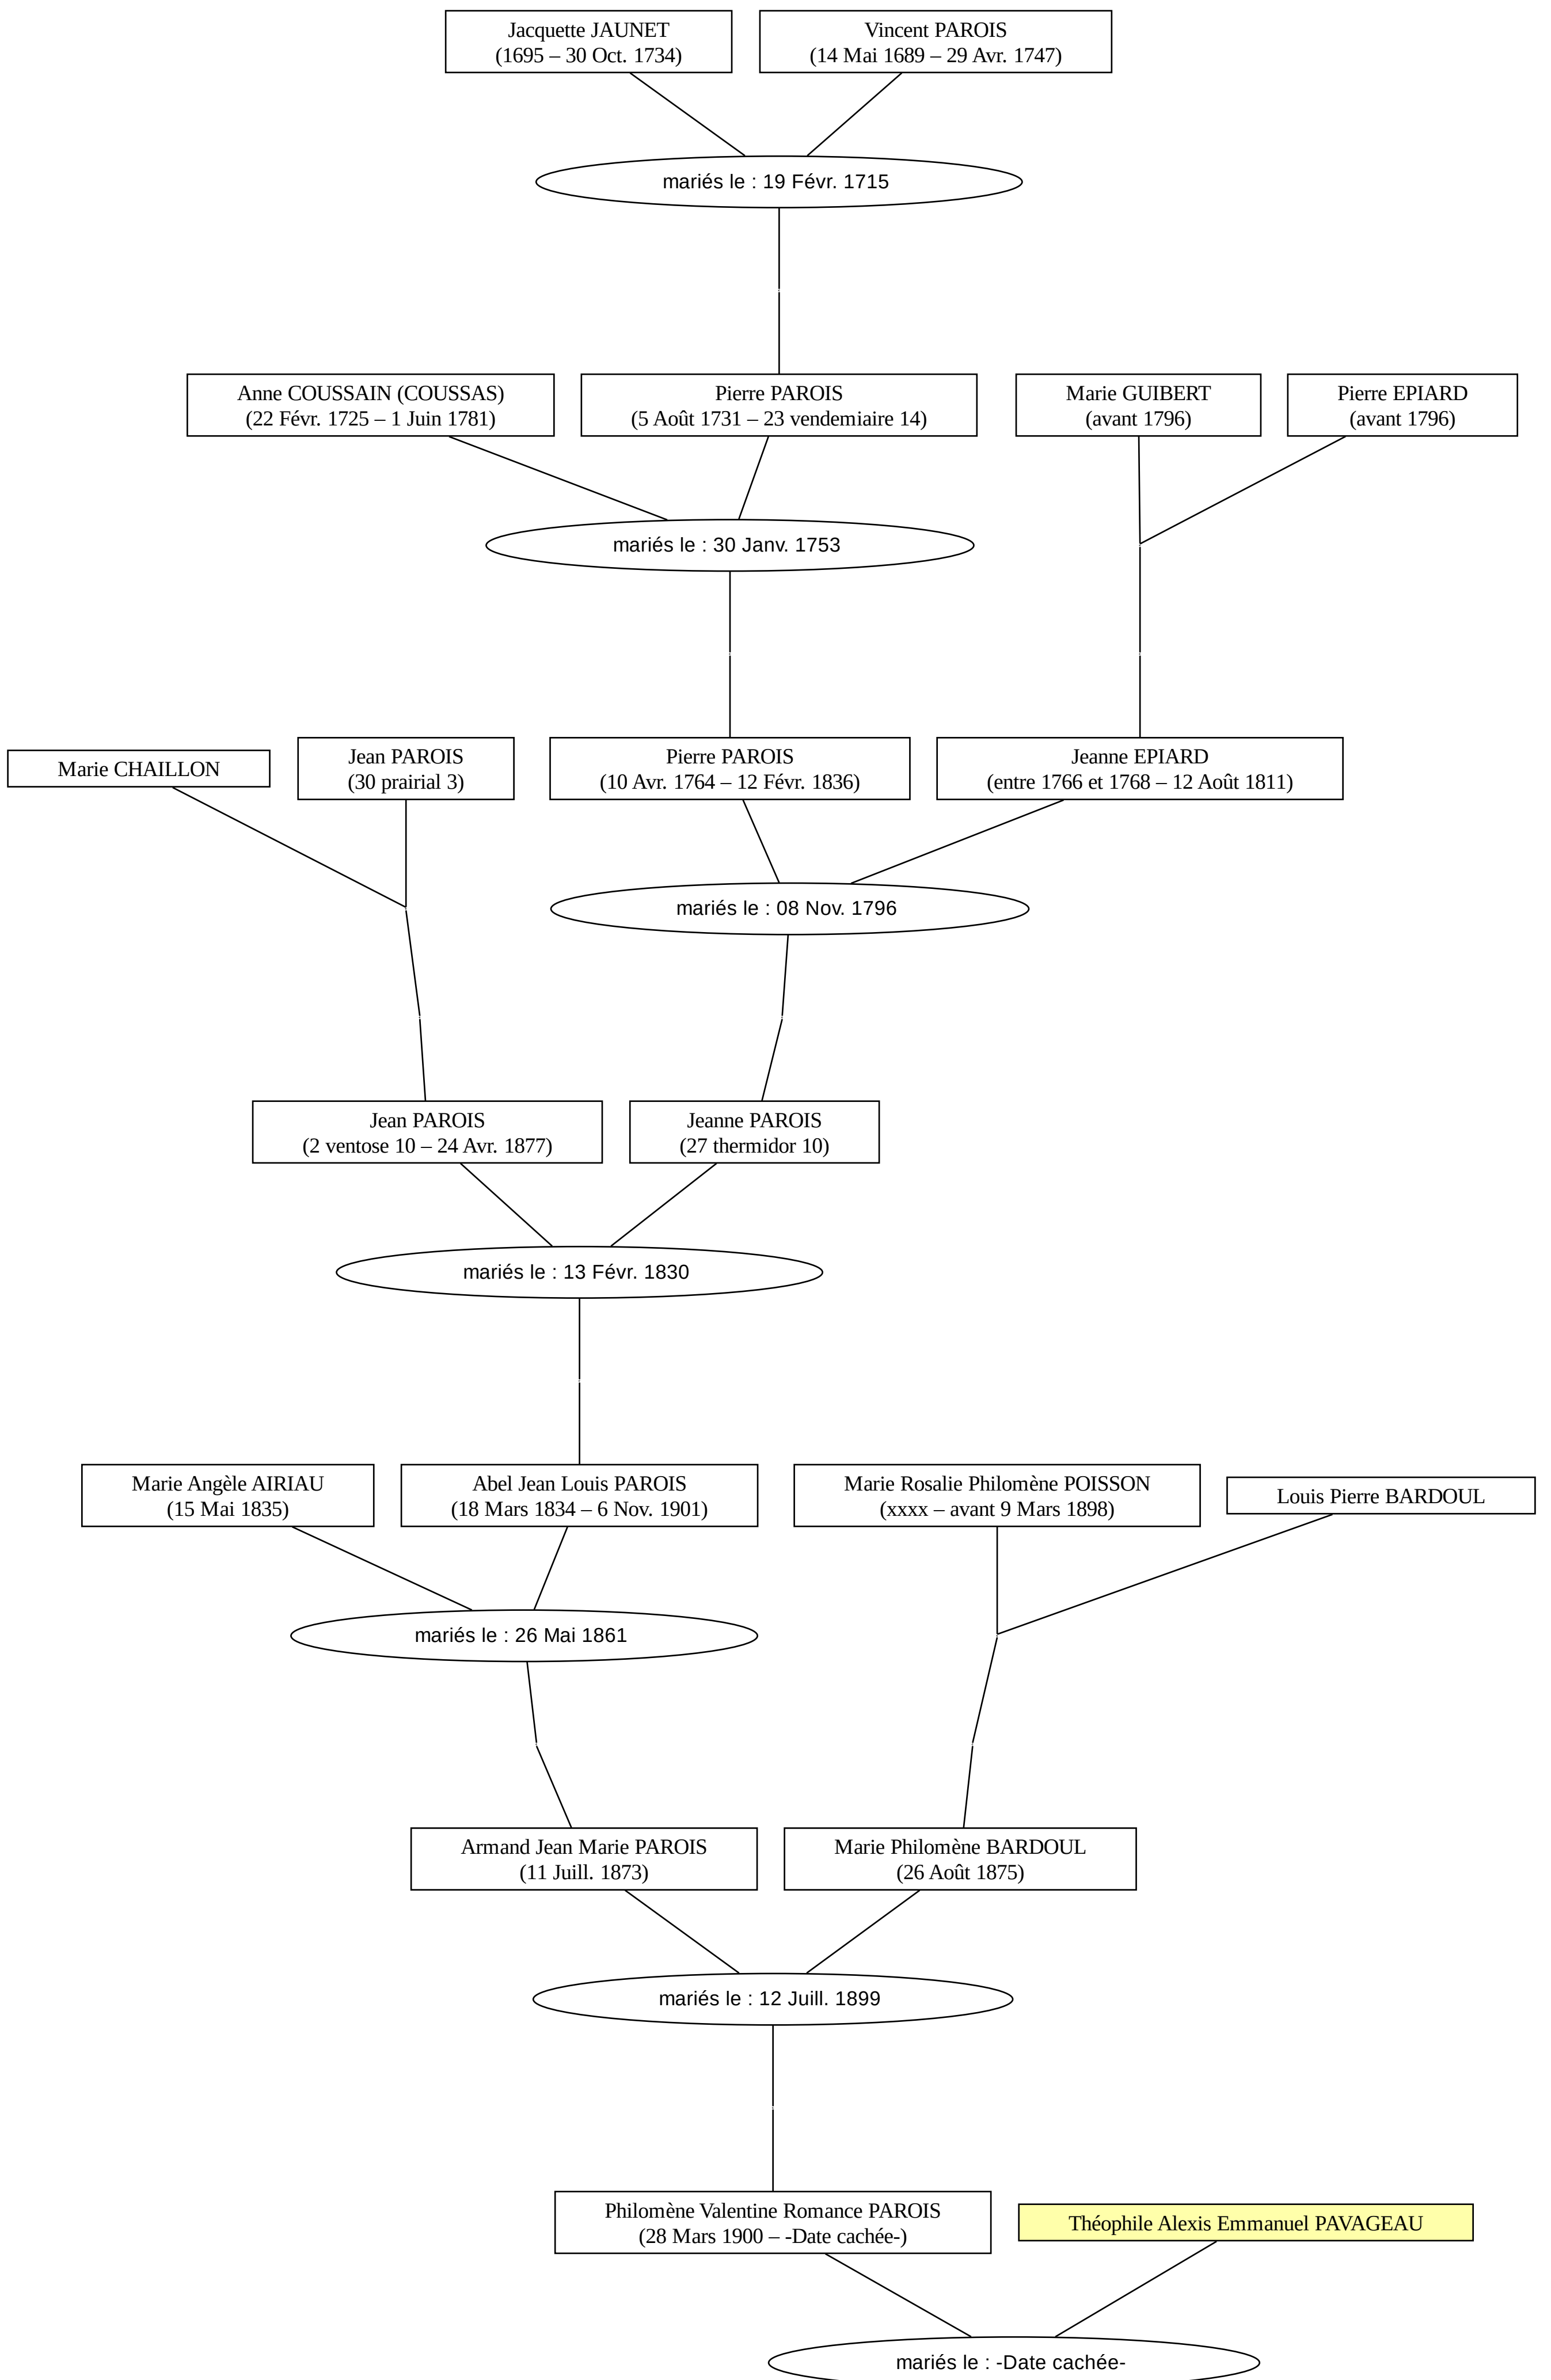 Jacquette JAUNET
(1695 – 30 Oct. 1734)
Vincent PAROIS
(14 Mai 1689 – 29 Avr. 1747)
mariés le : 19 Févr. 1715
Anne COUSSAIN (COUSSAS)
(22 Févr. 1725 – 1 Juin 1781)
Pierre PAROIS
(5 Août 1731 – 23 vendemiaire 14)
Marie GUIBERT
(avant 1796)
Pierre EPIARD
(avant 1796)
mariés le : 30 Janv. 1753
Marie CHAILLON
Jean PAROIS
(30 prairial 3)
Pierre PAROIS
(10 Avr. 1764 – 12 Févr. 1836)
Jeanne EPIARD
(entre 1766 et 1768 – 12 Août 1811)
mariés le : 08 Nov. 1796
Jean PAROIS
(2 ventose 10 – 24 Avr. 1877)
Jeanne PAROIS
(27 thermidor 10)
mariés le : 13 Févr. 1830
Marie Angèle AIRIAU
(15 Mai 1835)
Abel Jean Louis PAROIS
(18 Mars 1834 – 6 Nov. 1901)
Marie Rosalie Philomène POISSON
(xxxx – avant 9 Mars 1898)
Louis Pierre BARDOUL
mariés le : 26 Mai 1861
Armand Jean Marie PAROIS
(11 Juill. 1873)
Marie Philomène BARDOUL
(26 Août 1875)
mariés le : 12 Juill. 1899
Philomène Valentine Romance PAROIS
(28 Mars 1900 – -Date cachée-)
Théophile Alexis Emmanuel PAVAGEAU
mariés le : -Date cachée-